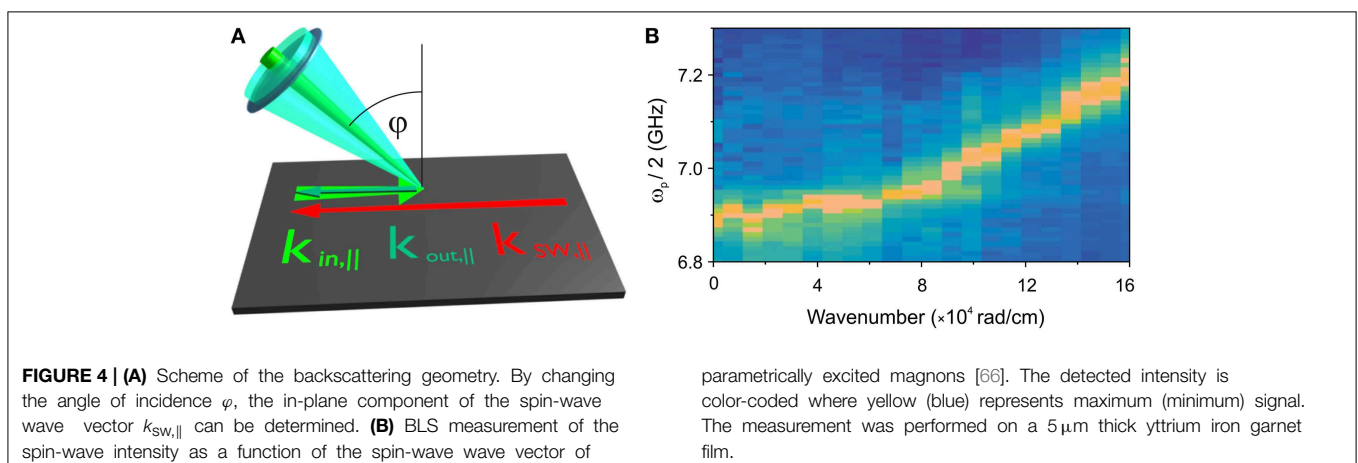 A
φ
k in,||
k out,||
k sw,||
B
7.2
7.0
6.8
ωp / 2 (GHz)
0
4
8
12
16
Wavenumber (×10⁴ rad/cm)
FIGURE 4 | (A) Scheme of the backscattering geometry. By changing
the angle of incidence φ, the in-plane component of the spin-wave
wave vector kSW,|| can be determined. (B) BLS measurement of the
spin-wave intensity as a function of the spin-wave wave vector of
parametrically excited magnons [66]. The detected intensity is
color-coded where yellow (blue) represents maximum (minimum) signal.
The measurement was performed on a 5 μm thick yttrium iron garnet
film.